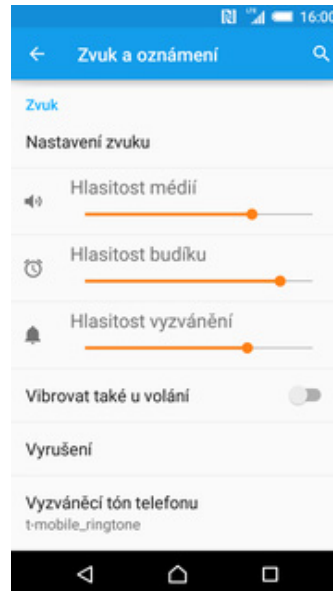 LTE 16:00
Zvuk a oznámení
Zvuk
Nastavení zvuku
Hlasitost médií
Hlasitost budíku
Hlasitost vyzvánění
Vibrovat také u volání
Vyrušení
Vyzváněcí tón telefonu
t-mobile_ringtone